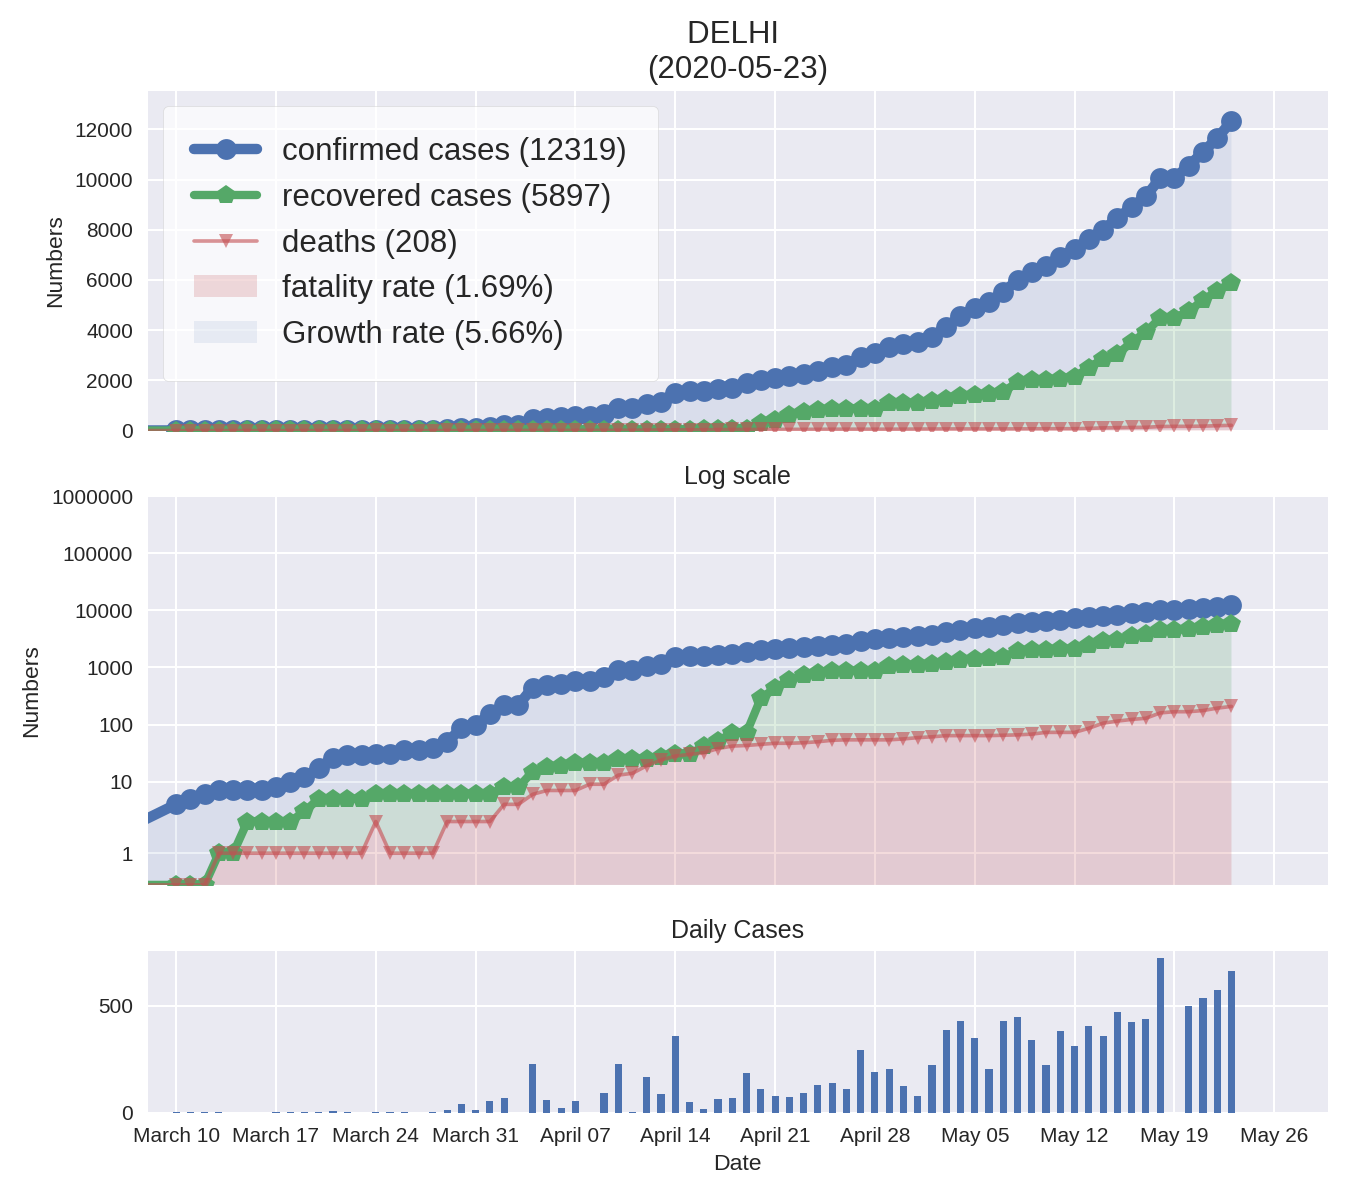 DELHI
(2020-05-23)
12000
10000
8000
6000
4000
2000
0
Numbers
confirmed cases (12319)
recovered cases (5897)
deaths (208)
fatality rate (1.69%)
Growth rate (5.66%)
Log scale
1000000
100000
10000
1000
100
10
1
Numbers
Daily Cases
500
0
March 10 March 17 March 24 March 31 April 07 April 14 April 21 April 28 May 05 May 12 May 19 May 26
Date